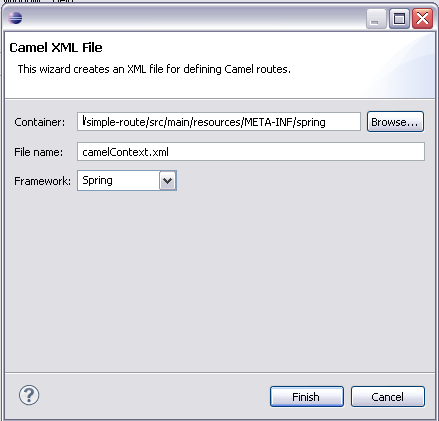 Camel XML File
This wizard creates an XML file for defining Camel routes.
Container: /simple-route/src/main/resources/META-INF/spring Browse...
File name: camelContext.xml
Framework: Spring
? Finish Cancel